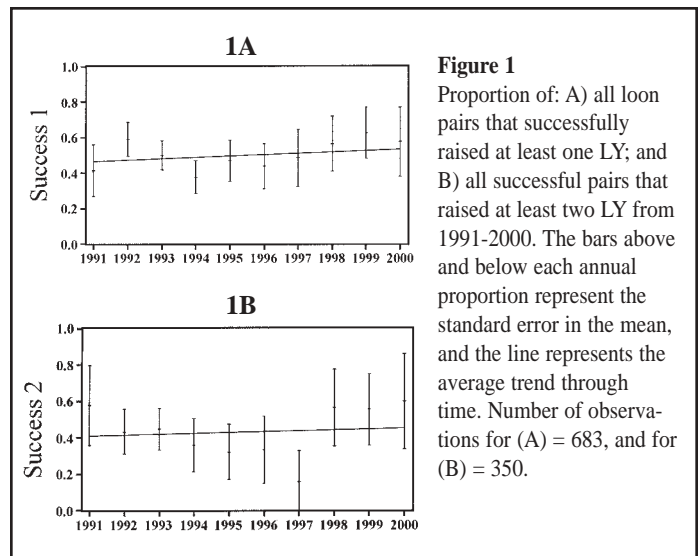 1A
Success 1
1.0
0.8
0.6
0.4
0.2
0.0
1991 1992 1993 1994 1995 1996 1997 1998 1999 2000
1B
Success 2
1.0
0.8
0.6
0.4
0.2
0.0
1991 1992 1993 1994 1995 1996 1997 1998 1999 2000
Figure 1
Proportion of: A) all loon
pairs that successfully
raised at least one LY; and
B) all successful pairs that
raised at least two LY from
1991-2000. The bars above
and below each annual
proportion represent the
standard error in the mean,
and the line represents the
average trend through
time. Number of observa-
tions for (A) = 683, and for
(B) = 350.